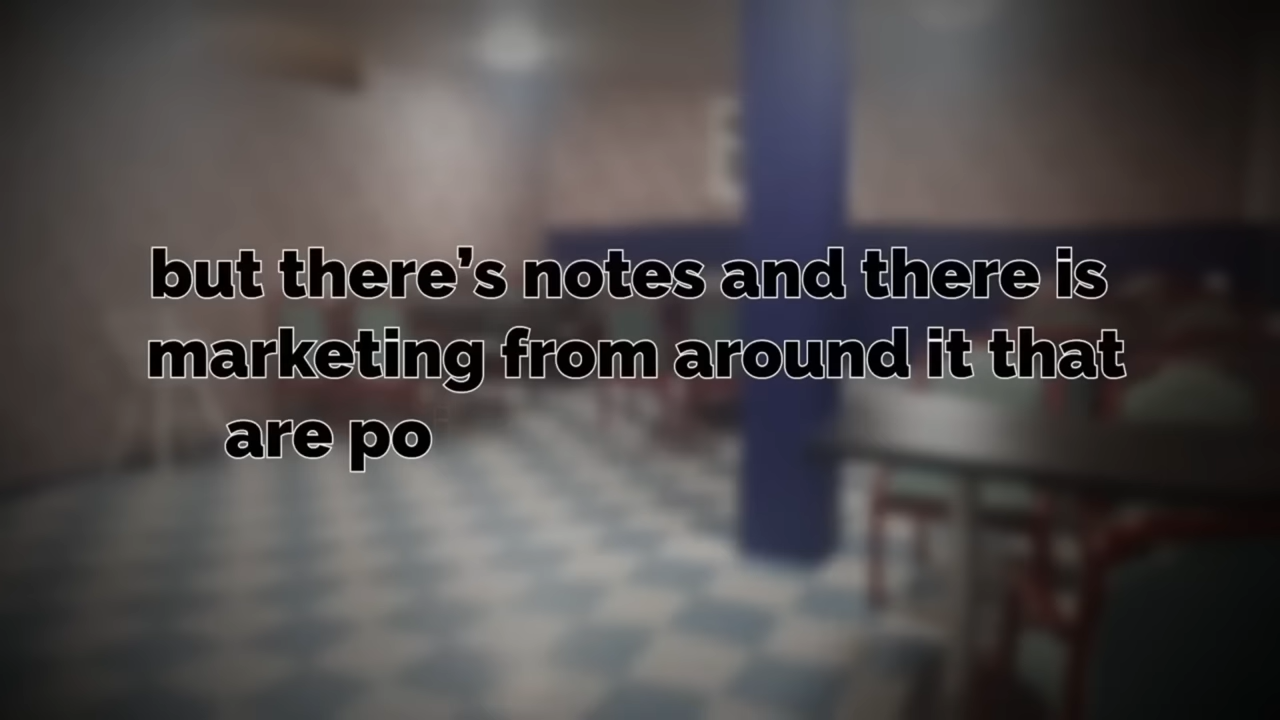 but there’s notes and there is
marketing from around it that
are po